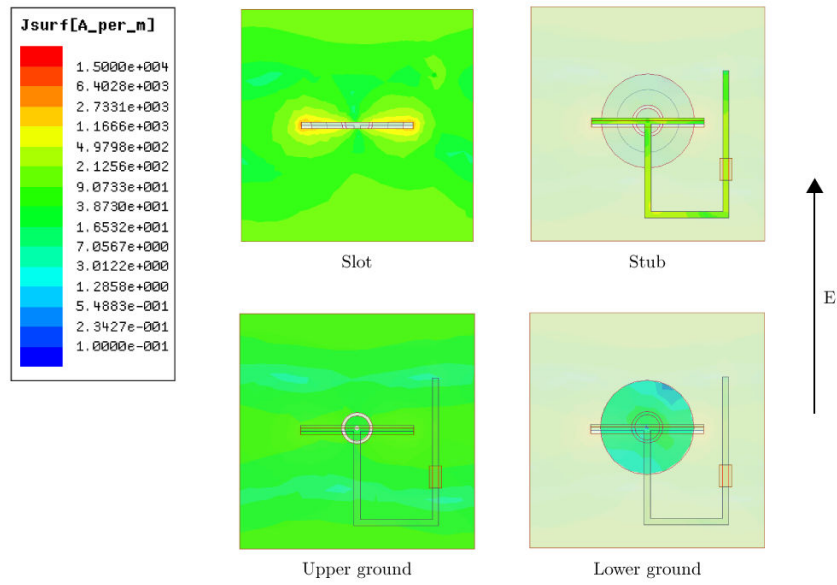 Jsurf[A_per_m]
1.5000e+004
6.4028e+003
2.7331e+003
1.1666e+003
4.9798e+002
2.1256e+002
9.0733e+001
3.8730e+001
1.6532e+001
7.0567e+000
3.0122e+000
1.2858e+000
5.4883e-001
2.3427e-001
1.0000e-001
Slot
Stub
E
Upper ground
Lower ground